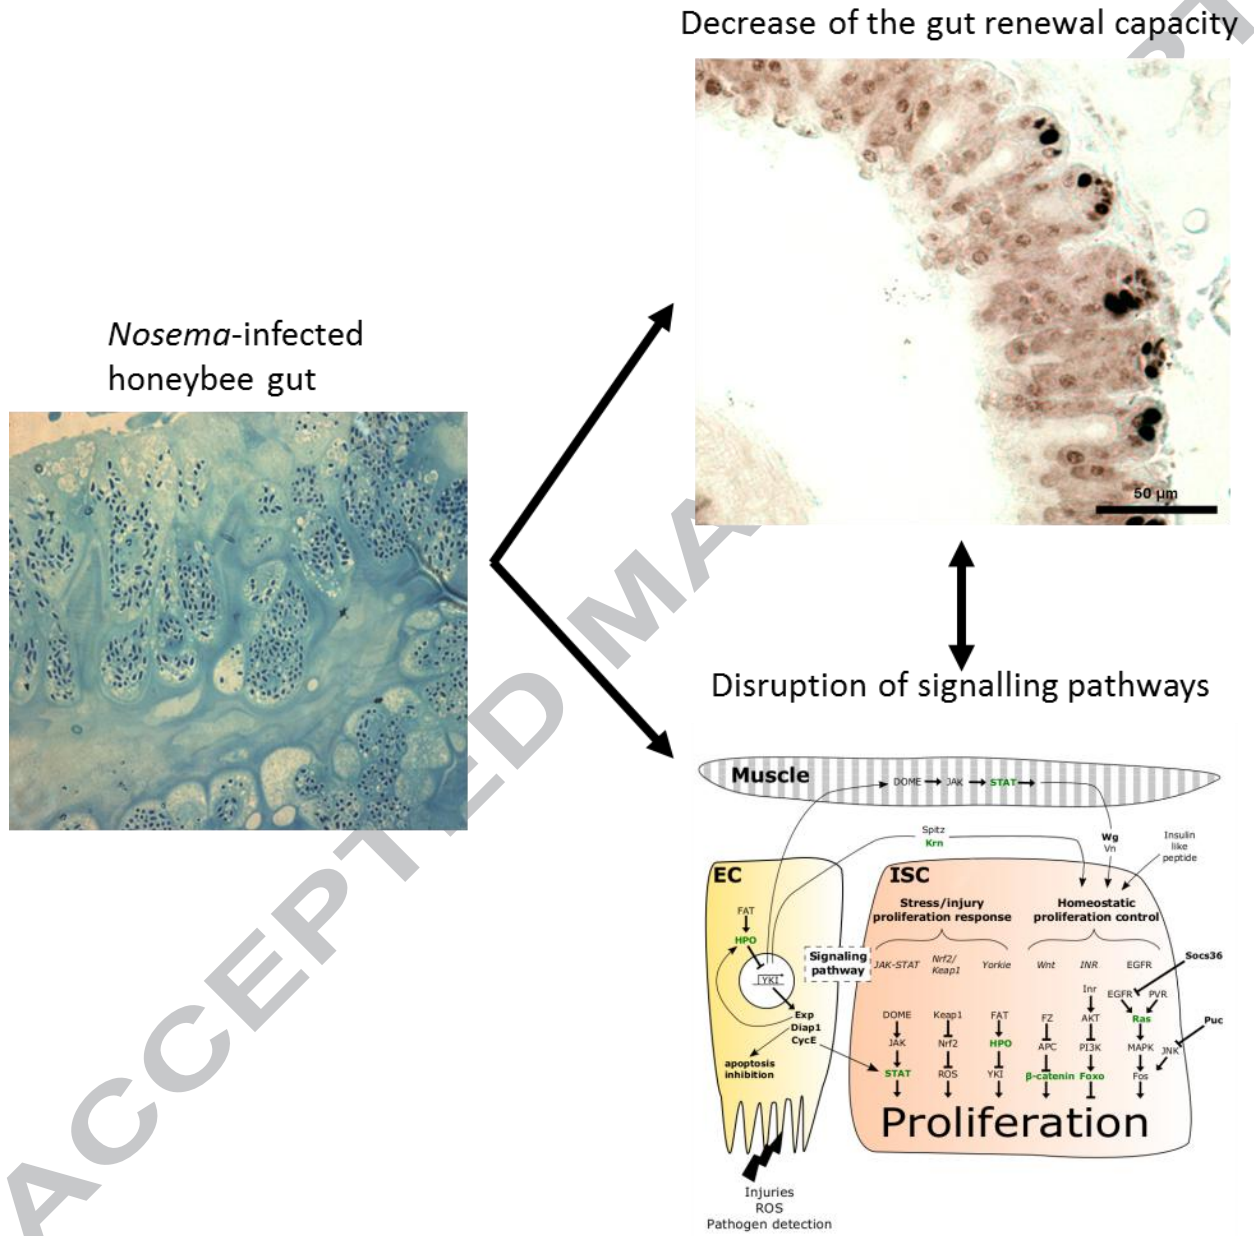 Decrease of the gut renewal capacity
50 µm
Nosema-infected
honeybee gut
Disruption of signalling pathways
Muscle
DOME JAK STAT
Spitz
Krn
Wg
Vn
Insulin
like
peptide
EC
FAT
HPO
YKI
Exp
Diap1
CycE
apoptosis
inhibition
Injuries
ROS
Pathogen detection
ISC
Stress/injury
proliferation response
Homeostatic
proliferation control
Signaling
pathway
JAK-STAT
Nrf2/
Keap1
Yorkie
Wnt
INR
EGFR
Socs36
Puc
DOME
JAK
STAT
Keap1
Nrf2
ROS
FAT
HPO
YKI
FZ
APC
β-catenin
Inr
AKT
PI3K
Foxo
EGFR PVR
Ras
MAPK JNK
Fos
Proliferation
ACCEPTED MA
PT